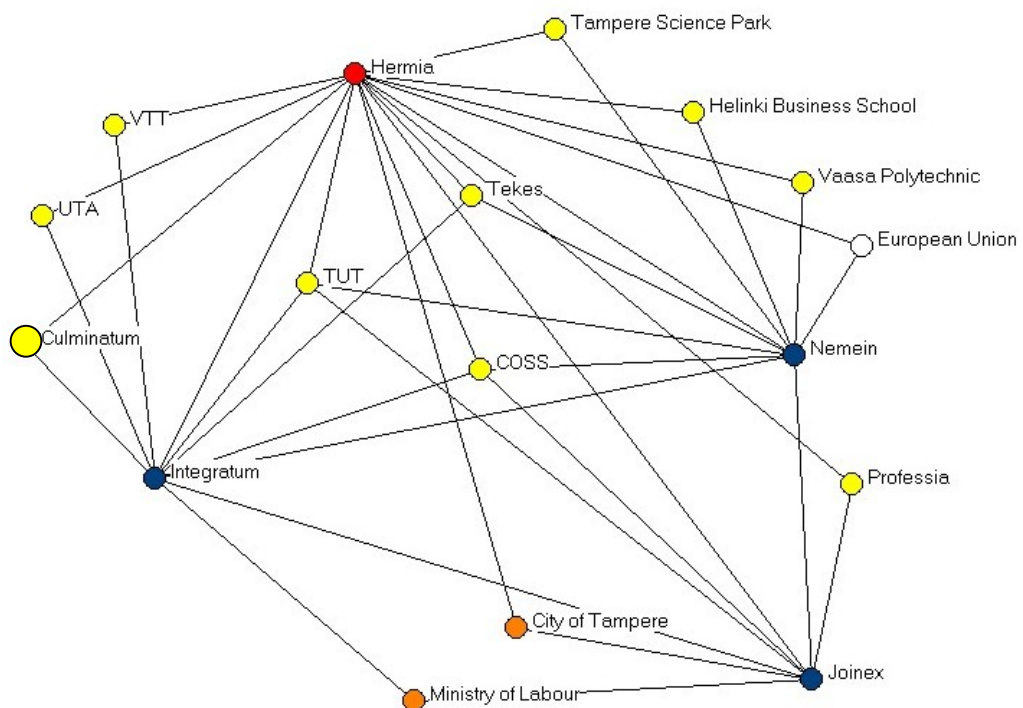 Tampere Science Park
Hermia
Helinki Business School
VTT
Vaasa Polytechnic
Tekes
UTA
European Union
TUT
Culminatum
Nemein
COSS
Integratum
Professia
City of Tampere
Joinex
Ministry of Labour